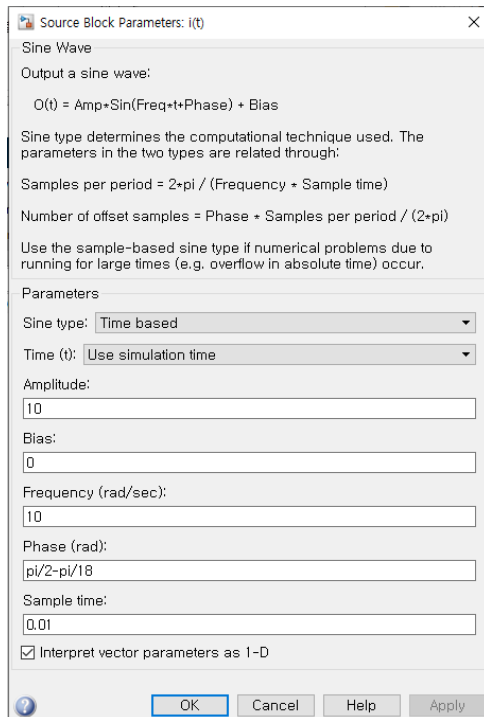 Source Block Parameters: i(t)
Sine Wave
Output a sine wave:
O(t) = Amp*Sin(Freq*t+Phase) + Bias
Sine type determines the computational technique used. The
parameters in the two types are related through:
Samples per period = 2*pi / (Frequency * Sample time)
Number of offset samples = Phase * Samples per period / (2*pi)
Use the sample-based sine type if numerical problems due to
running for large times (e.g. overflow in absolute time) occur.
Parameters
Sine type: Time based
Time (t): Use simulation time
Amplitude:
10
Bias:
0
Frequency (rad/sec):
10
Phase (rad):
pi/2-pi/18
Sample time:
0.01
Interpret vector parameters as 1-D
OK Cancel Help Apply